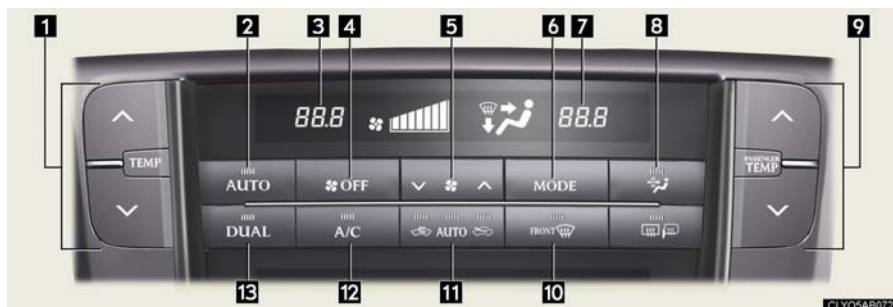 1 2 3 4 5 6 7 8 9
88.8 88.8
TEMP
PASSENGER
TEMP
AUTO OFF MODE
DUAL A/C AUTO FRONT
13 12 11 10
CLYO5AB072